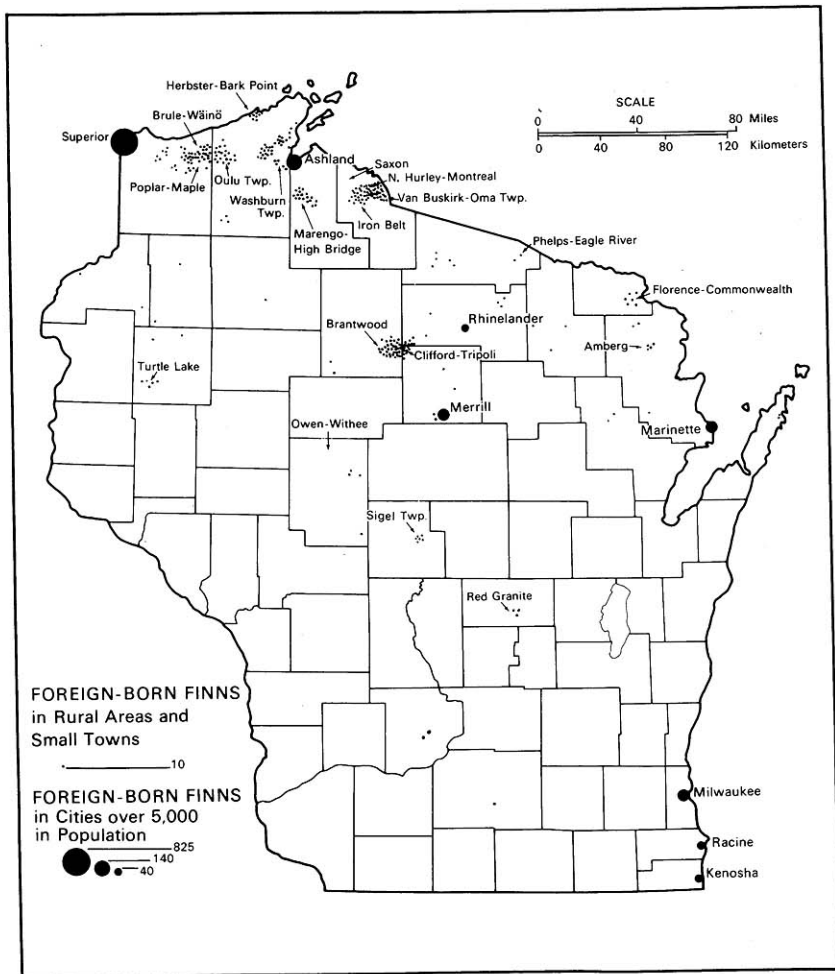 Herbster-Bark Point
SCALE
0 40 80 Miles
0 40 80 120 Kilometers
Brule-Wäinö
Superior
Ashland
Saxon
N. Hurley-Montreal
Poplar-Maple
Oulu Twp.
Washburn
Twp.
Van Buskirk-Oma Twp.
Iron Belt
Marengo-
High Bridge
Phelps-Eagle River
Florence-Commonwealth
Rhinelander
Brantwood
Clifford-Tripoli
Amberg
Turtle Lake
Merrill
Owen-Withee
Marinette
Sigel Twp.
Red Granite
FOREIGN-BORN FINNS
in Rural Areas and
Small Towns
10
FOREIGN-BORN FINNS
in Cities over 5,000
in Population
825
140
40
Milwaukee
Racine
Kenosha